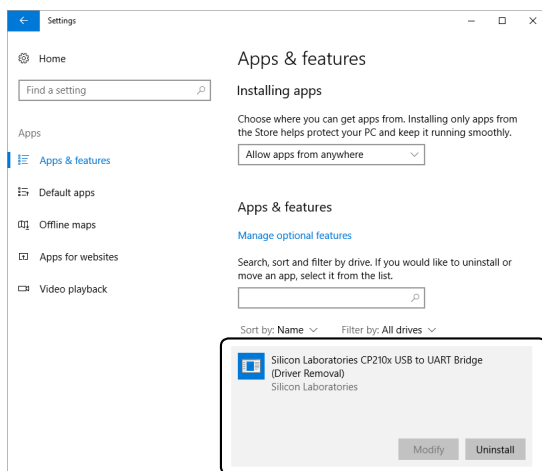 Settings
Home
Find a setting
Apps
Apps & features
Default apps
Offline maps
Apps for websites
Video playback
Apps & features
Installing apps
Choose where you can get apps from. Installing only apps from
the Store helps protect your PC and keep it running smoothly.
Allow apps from anywhere
Apps & features
Manage optional features
Search, sort and filter by drive. If you would like to uninstall or
move an app, select it from the list.
Sort by: Name Filter by: All drives
Silicon Laboratories CP210x USB to UART Bridge
(Driver Removal)
Silicon Laboratories
Modify Uninstall